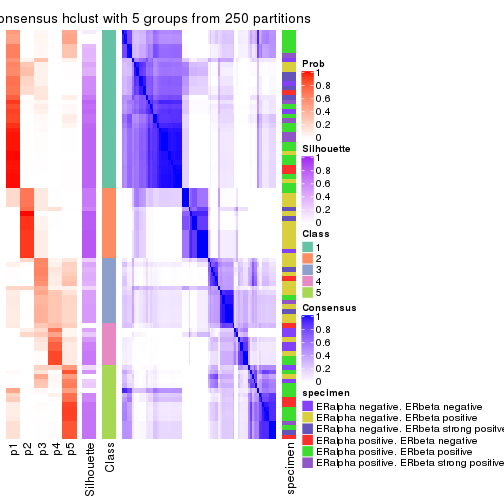 onsensus hclust with 5 groups from 250 partitions
Prob
1
0.8
0.6
0.4
0.2
0
Silhouette
1
0.8
0.6
0.4
0.2
0
Class
1
2
3
4
5
Consensus
1
0.8
0.6
0.4
0.2
0
specimen
ERalpha negative. ERbeta negative
ERalpha negative. ERbeta positive
ERalpha negative. ERbeta strong positive
ERalpha positive. ERbeta negative
ERalpha positive. ERbeta positive
ERalpha positive. ERbeta strong positive
p1
p2
p3
p4
p5
Silhouette
Class
specimen